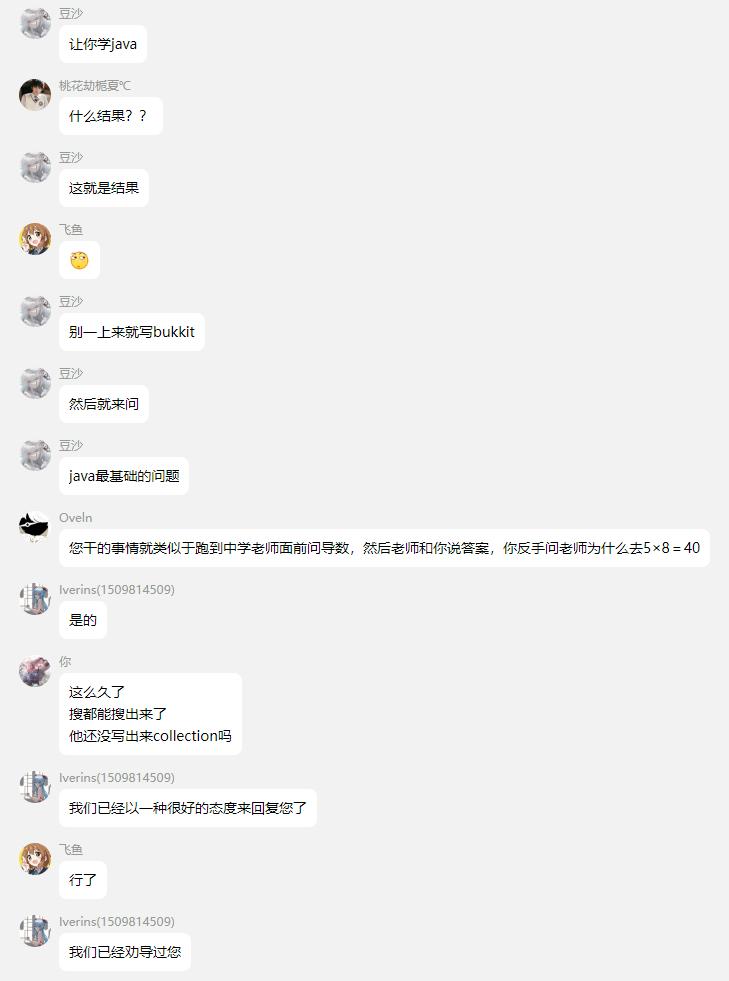 豆沙
让你学java
桃花劫栀夏℃
什么结果？？
豆沙
这就是结果
飞鱼
豆沙
别一上来就写bukkit
豆沙
然后就来问
豆沙
java最基础的问题
Oveln
您干的事情就类似于跑到中学老师面前问导数，然后老师和你说答案，你反手问老师为什么去5×8＝40
Iverins(1509814509)
是的
你
这么久了
搜都能搜出来了
他还没写出来collection吗
Iverins(1509814509)
我们已经以一种很好的态度来回复您了
飞鱼
行了
Iverins(1509814509)
我们已经劝导过您